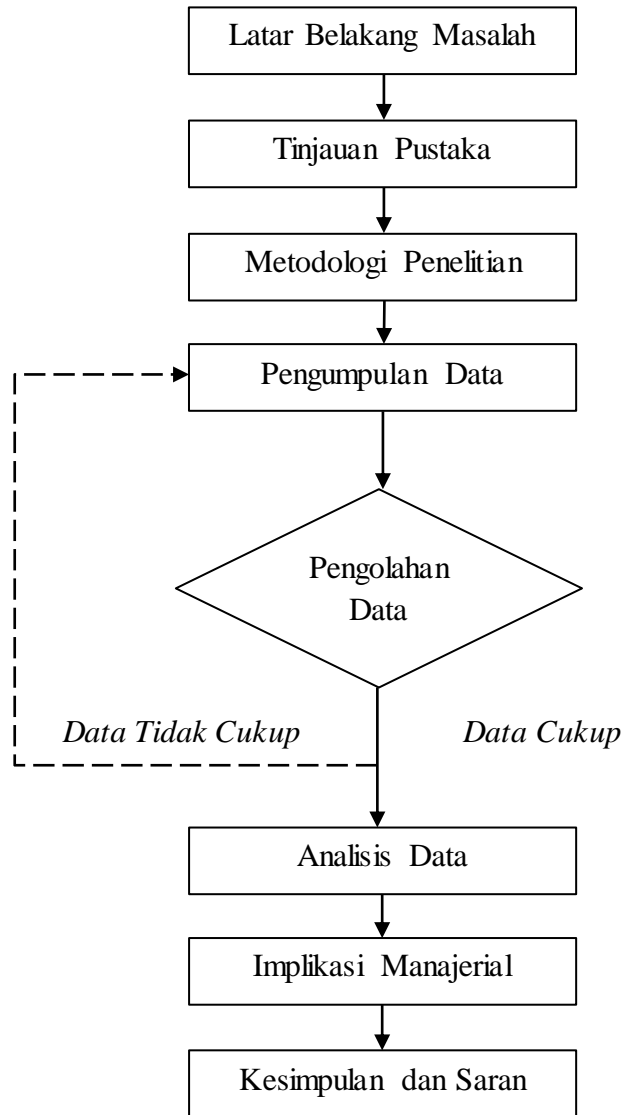 Latar Belakang Masalah
Tinjauan Pustaka
Metodologi Penelitian
Pengumpulan Data
Pengolahan
Data
Data Tidak Cukup
Data Cukup
Analisis Data
Implikasi Manajerial
Kesimpulan dan Saran